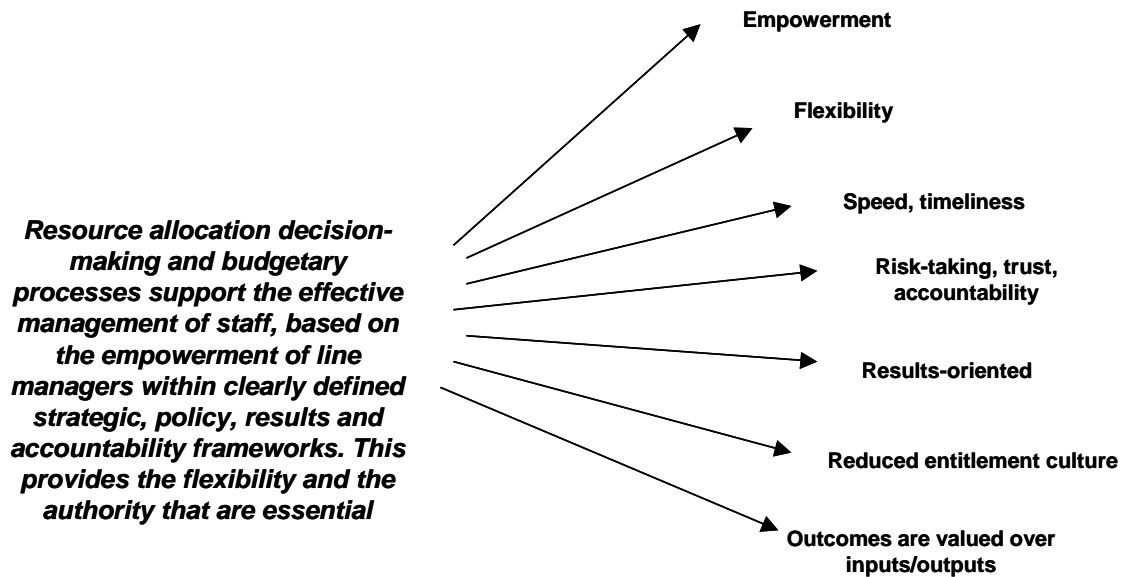 Resource allocation decision-
making and budgetary
processes support the effective
management of staff, based on
the empowerment of line
managers within clearly defined
strategic, policy, results and
accountability frameworks. This
provides the flexibility and the
authority that are essential
Empowerment
Flexibility
Speed, timeliness
Risk-taking, trust,
accountability
Results-oriented
Reduced entitlement culture
Outcomes are valued over
inputs/outputs